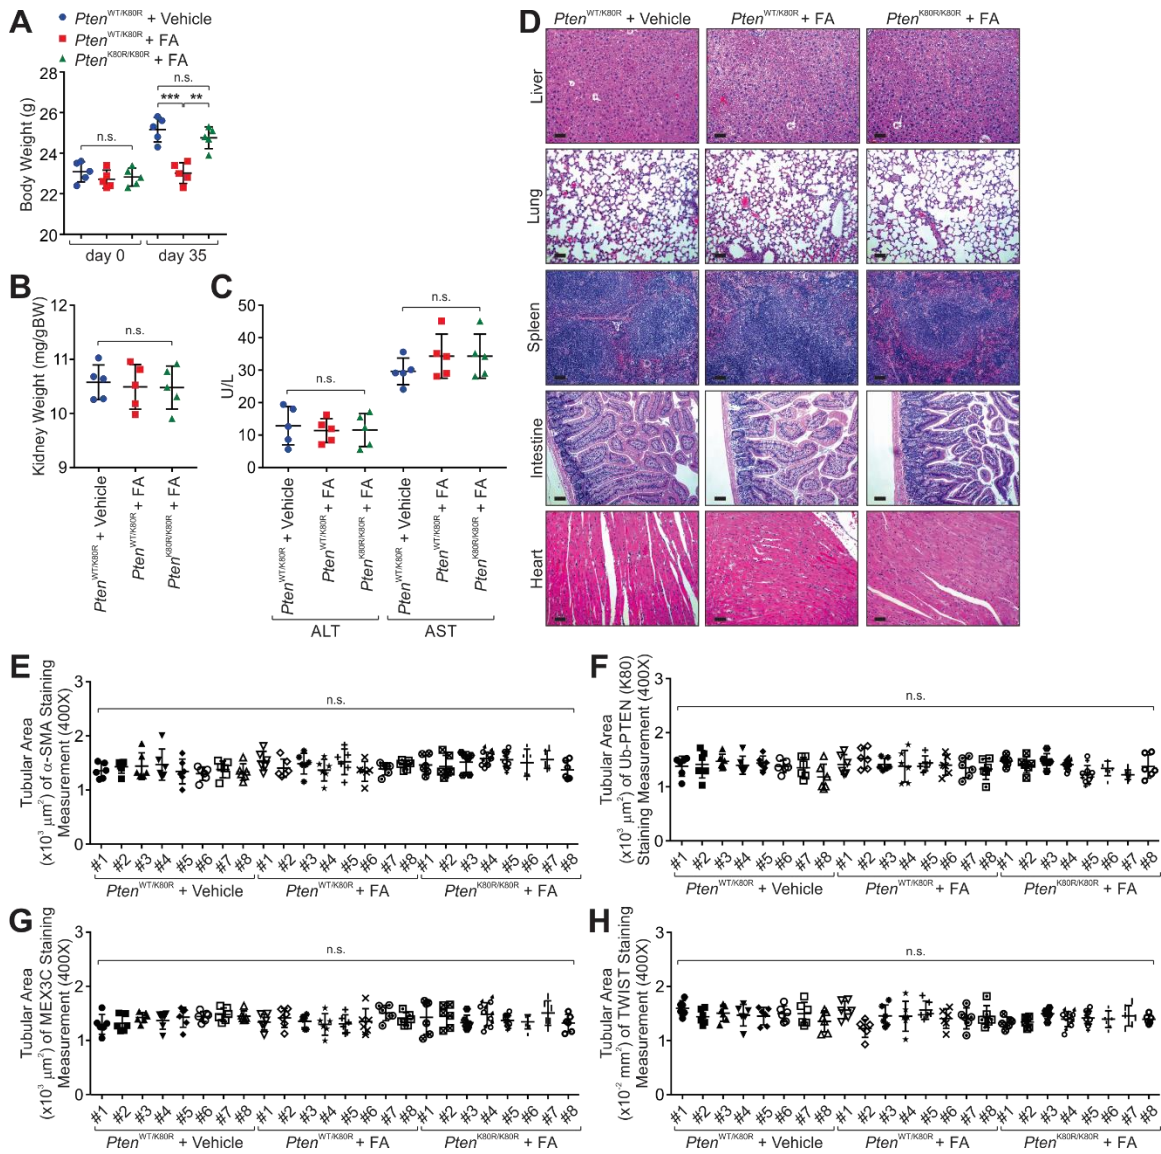 A
Pten^WT/K80R + Vehicle
Pten^WT/K80R + FA
Pten^K80R/K80R + FA
Body Weight (g)
28
26
24
22
20
n.s.
n.s.
*** **
day 0
day 35
B
Kidney Weight (mg/gBW)
12
11
10
9
n.s.
Pten^WT/K80R + Vehicle
Pten^WT/K80R + FA
Pten^K80R/K80R + FA
C
U/L
50
40
30
20
10
0
n.s.
n.s.
Pten^WT/K80R + Vehicle
Pten^WT/K80R + FA
Pten^K80R/K80R + FA
Pten^WT/K80R + Vehicle
Pten^WT/K80R + FA
Pten^K80R/K80R + FA
ALT
AST
D
Pten^WT/K80R + Vehicle
Pten^WT/K80R + FA
Pten^K80R/K80R + FA
Liver
Lung
Spleen
Intestine
Heart
E
Tubular Area
(x10³ µm²) of α-SMA Staining
Measurement (400X)
3
2
1
0
n.s.
#1 #2 #3 #4 #5 #6 #7 #8 #1 #2 #3 #4 #5 #6 #7 #8 #1 #2 #3 #4 #5 #6 #7 #8
Pten^WT/K80R + Vehicle
Pten^WT/K80R + FA
Pten^K80R/K80R + FA
F
Tubular Area
(x10³ µm²) of Ub-PTEN (K80)
Staining Measurement (400X)
3
2
1
0
n.s.
#1 #2 #3 #4 #5 #6 #7 #8 #1 #2 #3 #4 #5 #6 #7 #8 #1 #2 #3 #4 #5 #6 #7 #8
Pten^WT/K80R + Vehicle
Pten^WT/K80R + FA
Pten^K80R/K80R + FA
G
Tubular Area
(x10³ µm²) of MEX3C Staining
Measurement (400X)
3
2
1
0
n.s.
#1 #2 #3 #4 #5 #6 #7 #8 #1 #2 #3 #4 #5 #6 #7 #8 #1 #2 #3 #4 #5 #6 #7 #8
Pten^WT/K80R + Vehicle
Pten^WT/K80R + FA
Pten^K80R/K80R + FA
H
Tubular Area
(x10⁻² mm²) of TWIST Staining
Measurement (400X)
3
2
1
0
n.s.
#1 #2 #3 #4 #5 #6 #7 #8 #1 #2 #3 #4 #5 #6 #7 #8 #1 #2 #3 #4 #5 #6 #7 #8
Pten^WT/K80R + Vehicle
Pten^WT/K80R + FA
Pten^K80R/K80R + FA